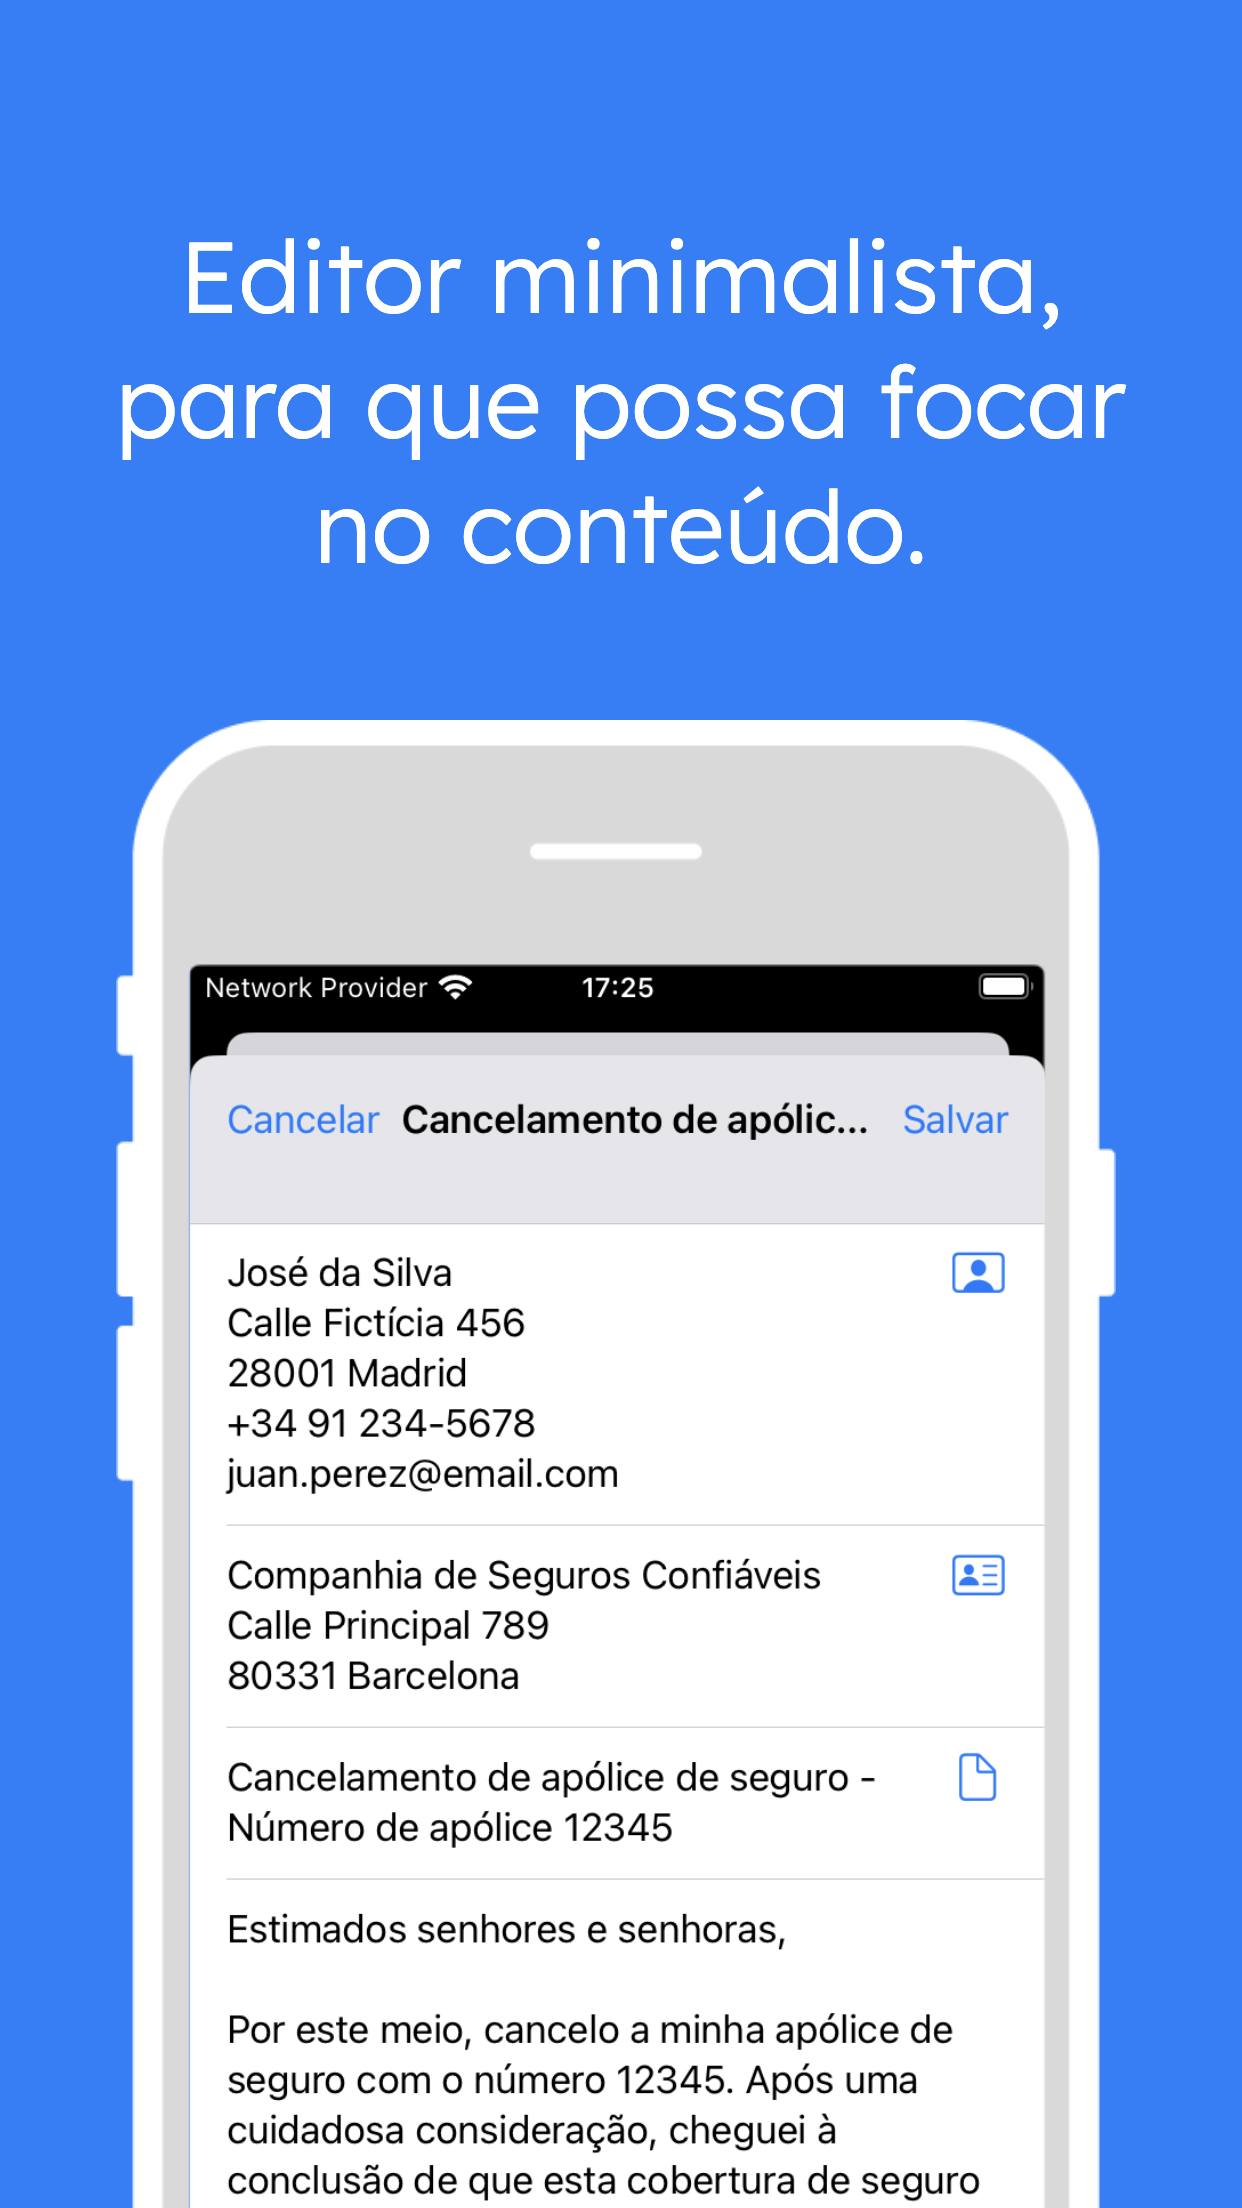 Editor minimalista,
para que possa focar
no conteúdo.
Network Provider 17:25
Cancelar Cancelamento de apólic... Salvar
José da Silva
Calle Fictícia 456
28001 Madrid
+34 91 234-5678
juan.perez@email.com
Companhia de Seguros Confiáveis
Calle Principal 789
80331 Barcelona
Cancelamento de apólice de seguro -
Número de apólice 12345
Estimados senhores e senhoras,
Por este meio, cancelo a minha apólice de
seguro com o número 12345. Após uma
cuidadosa consideração, cheguei à
conclusão de que esta cobertura de seguro